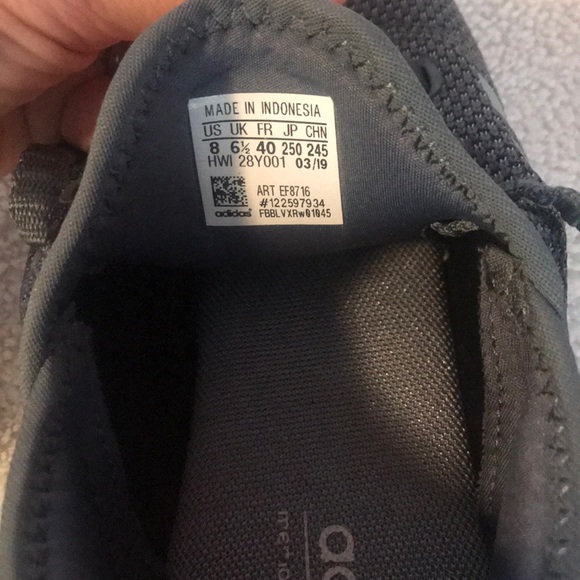 MADE IN INDONESIA
US UK FR JP CHN
8 6½ 40 250 245
HWI 28Y001 03/19
ART EF8716
#122597934
adidas FBBLVXRw01045